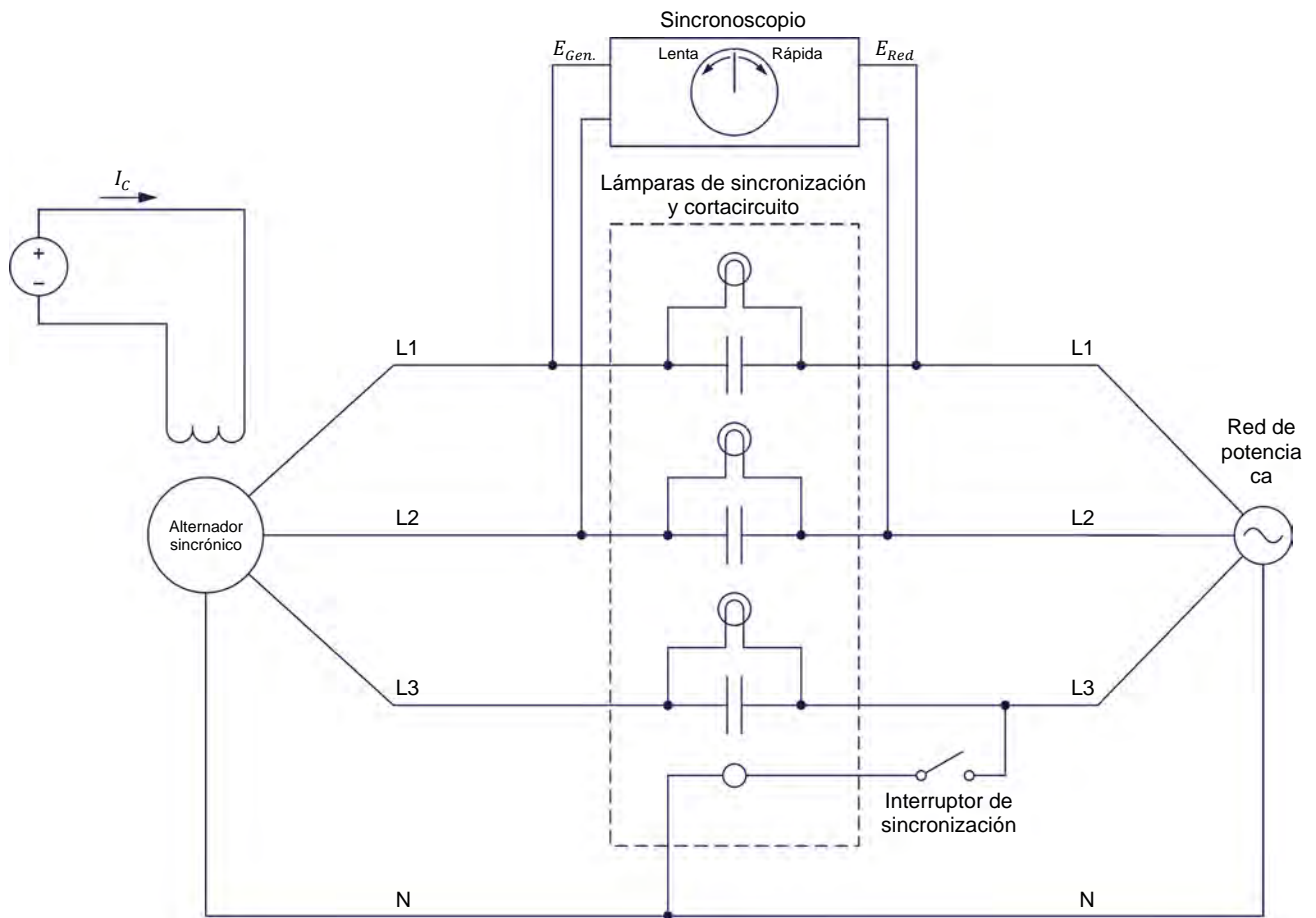 Sincronoscopio
E_Gen.
Lenta
Rápida
E_Red
I_C
Lámparas de sincronización
y cortacircuito
+
−
L1
L1
Red de
potencia
ca
Alternador
sincrónico
L2
L2
L3
L3
Interruptor de
sincronización
N
N